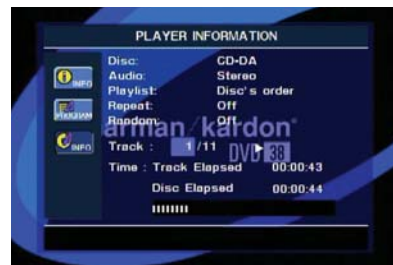 PLAYER INFORMATION
Disc: CD-DA
Audio: Stereo
Playlist: Disc's order
Repeat: Off
Random: Off
Track : 1 /11
Time : Track Elapsed 00:00:43
Disc Elapsed 00:00:44
INFO
PROGRAM
INFO
arman/kardon®
DVD 38